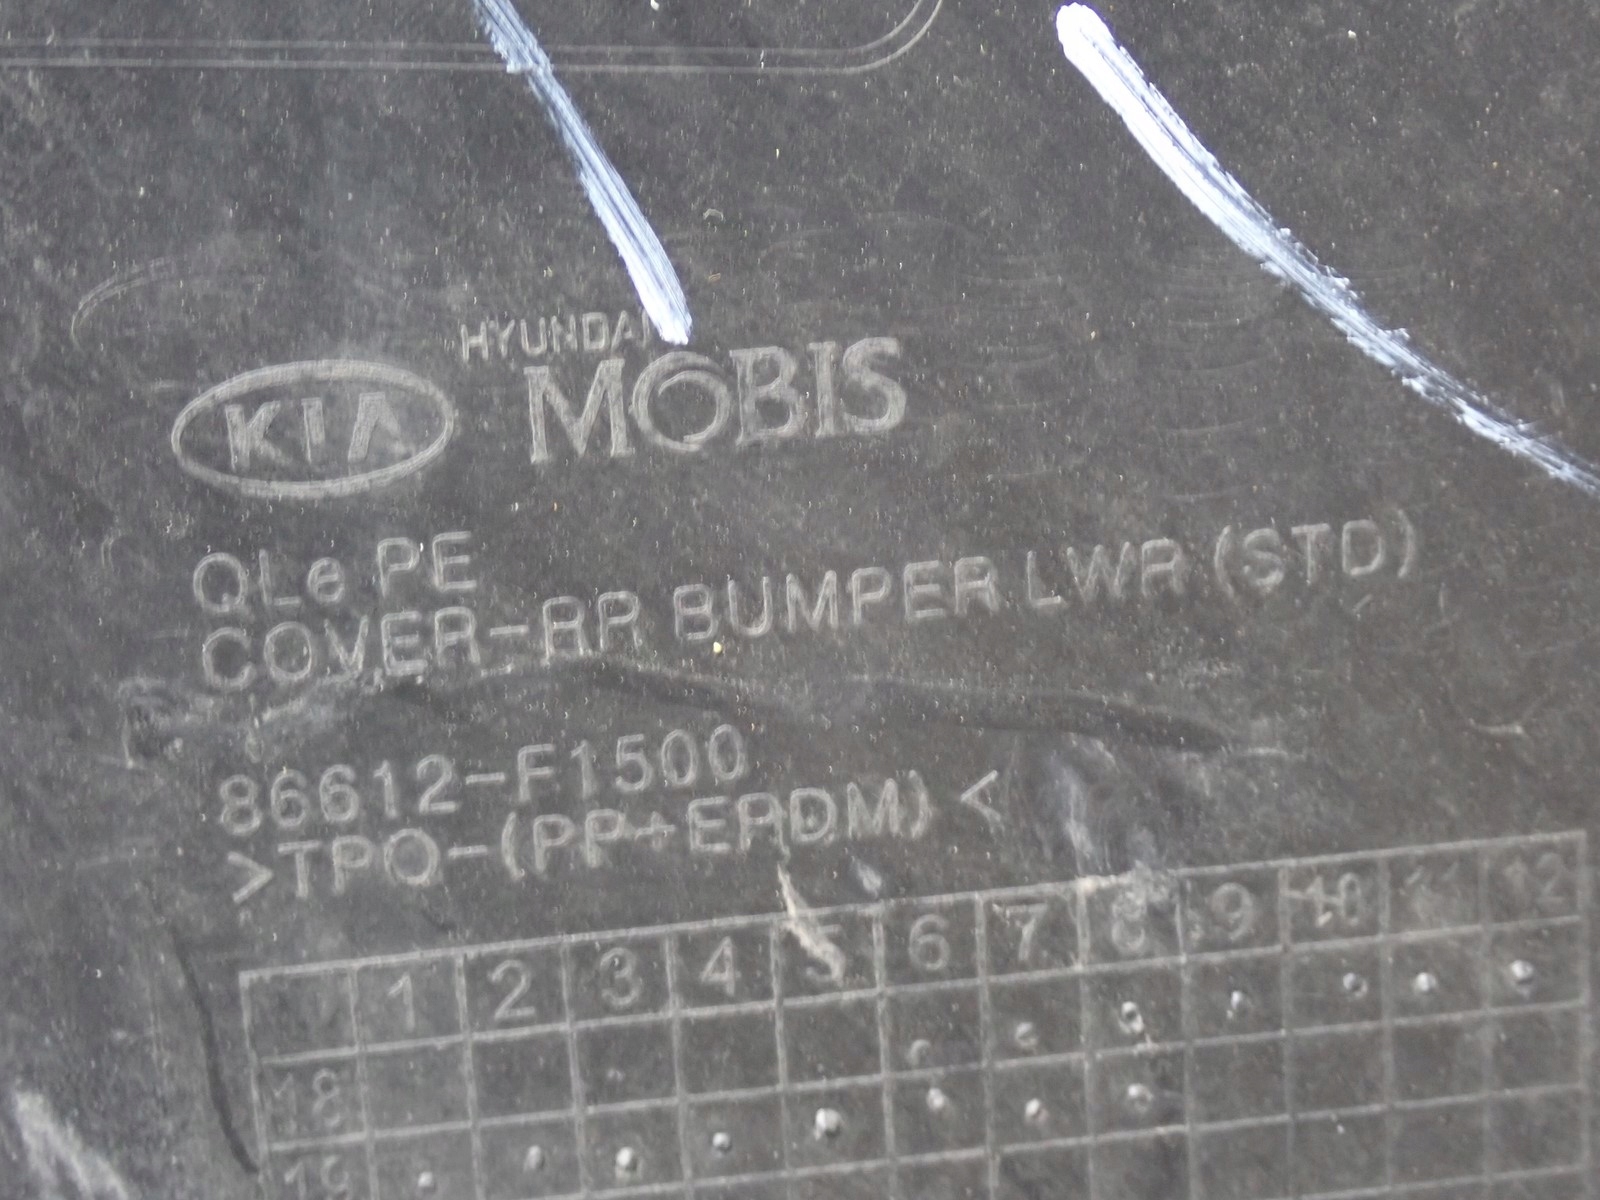 HYUNDAI
KIA MOBIS
QLe PE
COVER-RR BUMPER LWR (STD)
86612-F1500
>TPO-(PP+EPDM)<
1 2 3 4 5 6 7 8 9 10 11 12
18
19